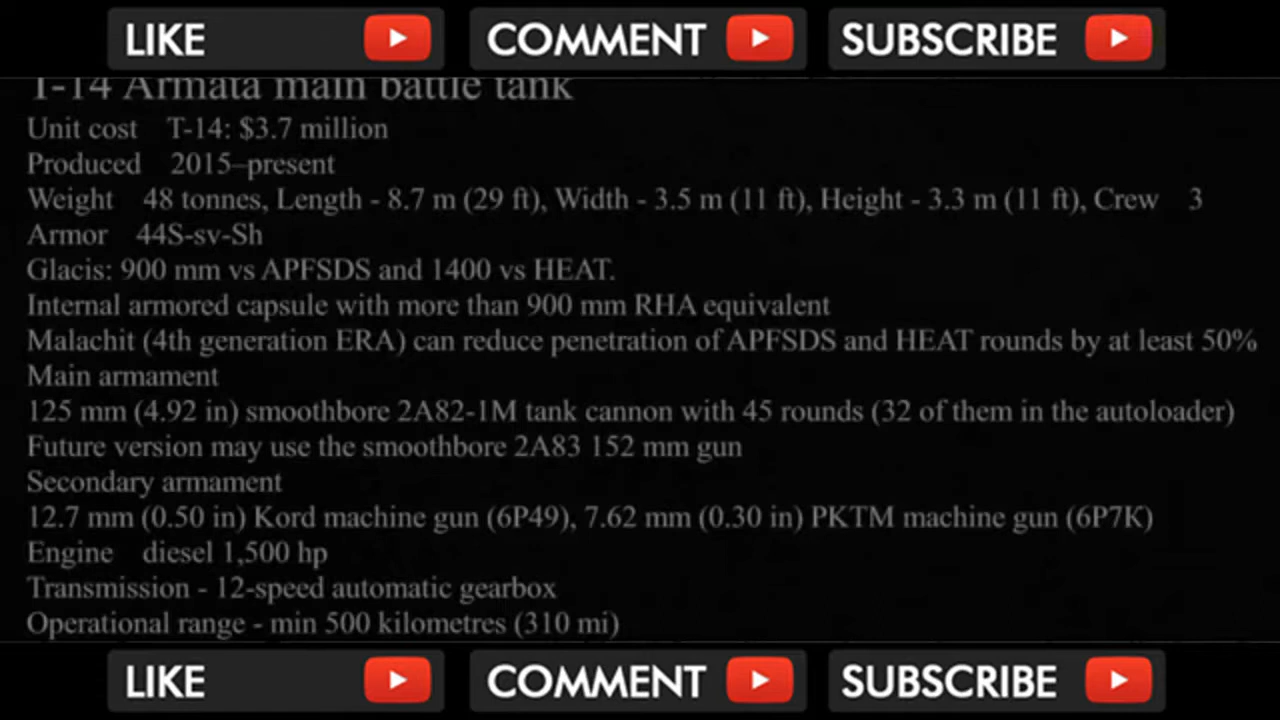 LIKE COMMENT SUBSCRIBE
T-14 Armata main battle tank
Unit cost T-14: $3.7 million
Produced 2015–present
Weight 48 tonnes, Length - 8.7 m (29 ft), Width - 3.5 m (11 ft), Height - 3.3 m (11 ft), Crew 3
Armor 44S-sv-Sh
Glacis: 900 mm vs APFSDS and 1400 vs HEAT.
Internal armored capsule with more than 900 mm RHA equivalent
Malachit (4th generation ERA) can reduce penetration of APFSDS and HEAT rounds by at least 50%
Main armament
125 mm (4.92 in) smoothbore 2A82-1M tank cannon with 45 rounds (32 of them in the autoloader)
Future version may use the smoothbore 2A83 152 mm gun
Secondary armament
12.7 mm (0.50 in) Kord machine gun (6P49), 7.62 mm (0.30 in) PKTM machine gun (6P7K)
Engine diesel 1,500 hp
Transmission - 12-speed automatic gearbox
Operational range - min 500 kilometres (310 mi)
LIKE COMMENT SUBSCRIBE